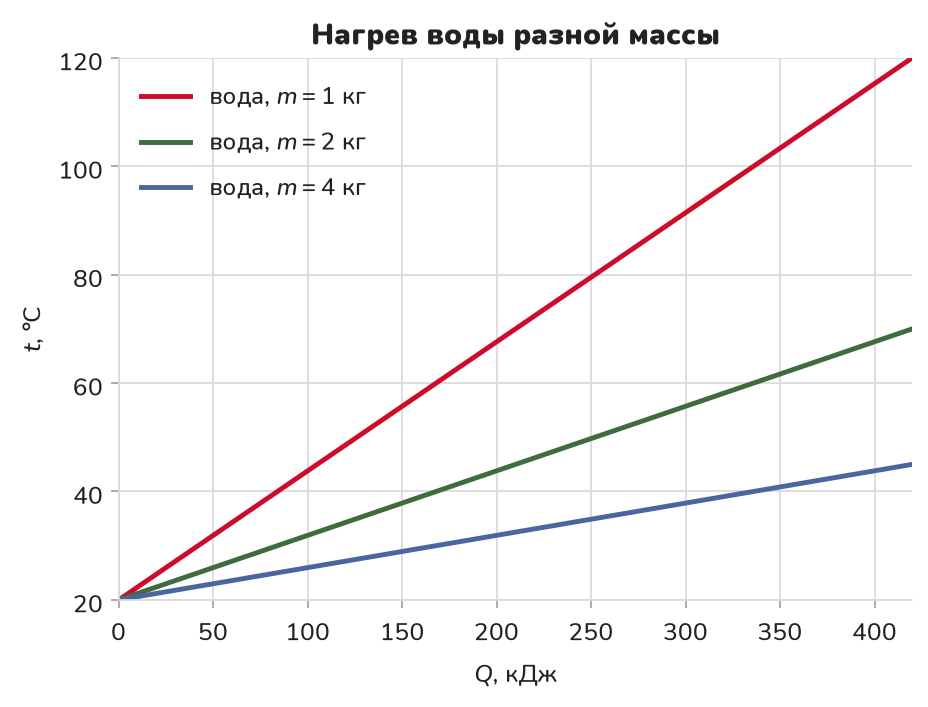 Нагрев воды разной массы
120
100
80
60
40
20
t, °C
вода, m = 1 кг
вода, m = 2 кг
вода, m = 4 кг
0 50 100 150 200 250 300 350 400
Q, кДж